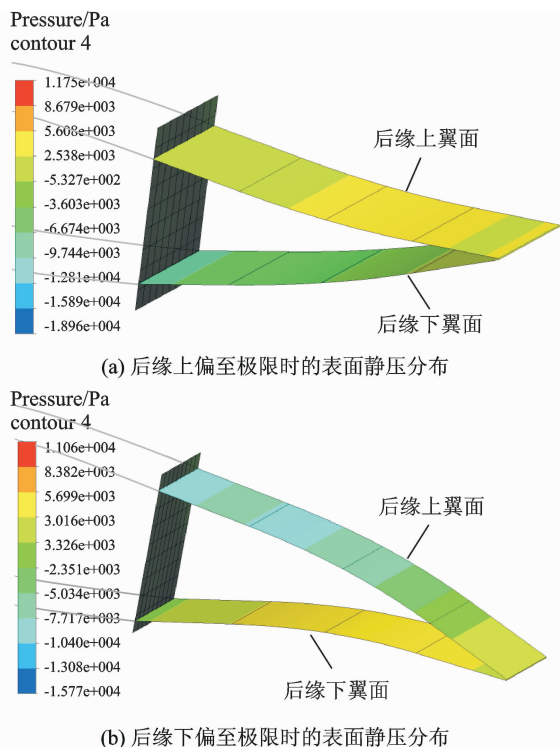 Pressure/Pa
contour 4
1.175e+004
8.679e+003
5.608e+003
2.538e+003
-5.327e+002
-3.603e+003
-6.674e+003
-9.744e+003
-1.281e+004
-1.589e+004
-1.896e+004
后缘上翼面
后缘下翼面
(a) 后缘上偏至极限时的表面静压分布
Pressure/Pa
contour 4
1.106e+004
8.382e+003
5.699e+003
3.016e+003
3.326e+003
-2.351e+003
-5.034e+003
-7.717e+003
-1.040e+004
-1.308e+004
-1.577e+004
后缘上翼面
后缘下翼面
(b) 后缘下偏至极限时的表面静压分布